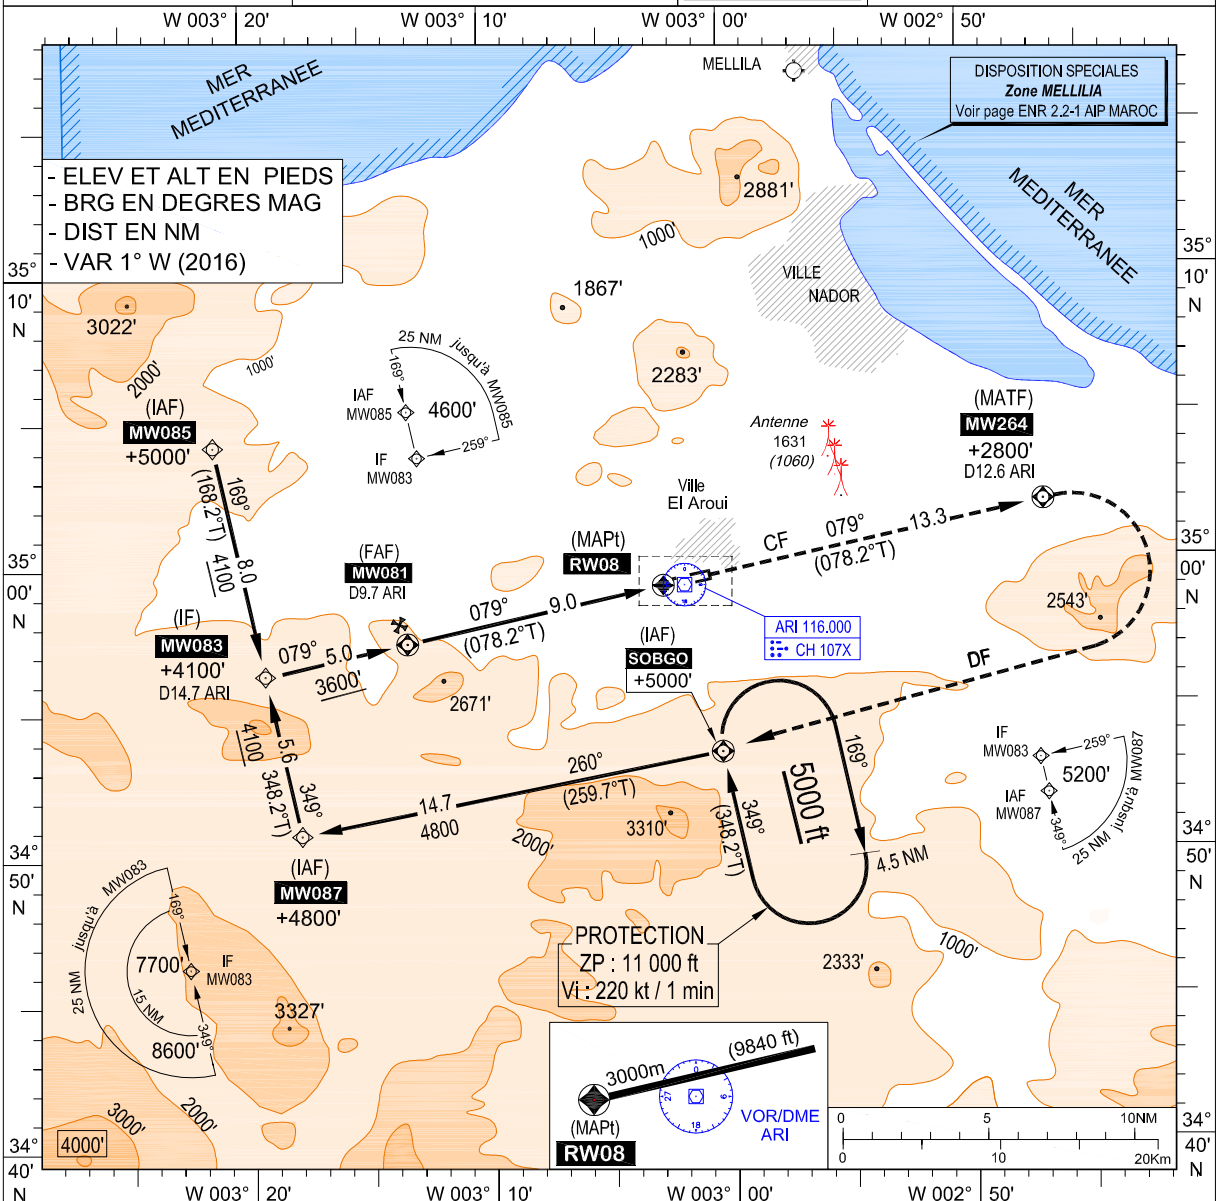 W 003° 20'
W 003° 10'
W 003° 00'
W 002° 50'
MER
MEDITERRANEE
MELLILA
DISPOSITION SPECIALES
Zone MELLILIA
Voir page ENR 2.2-1 AIP MAROC
- ELEV ET ALT EN PIEDS
- BRG EN DEGRES MAG
- DIST EN NM
- VAR 1° W (2016)
2881'
1000'
MER
MEDITERRANEE
35°
10'
N
35°
10'
N
VILLE
NADOR
3022'
2000'
1000'
1867'
2283'
25 NM jusqu'à MW085
169°
IAF
MW085
4600'
259°
IF
MW083
(IAF)
MW085
+5000'
169°
(168.2°T)
8.0
4100
Antenne
1631
(1060)
(MATF)
MW264
+2800'
D12.6 ARI
Ville
El Aroui
(MAPt)
RW08
CF
079°
13.3
(078.2°T)
35°
00'
N
35°
00'
N
(FAF)
MW081
D9.7 ARI
079°
9.0
(078.2°T)
2543'
ARI 116.000
CH 107X
(IF)
MW083
+4100'
D14.7 ARI
079°
5.0
3600'
2671'
(IAF)
SOBGO
+5000'
DF
4100
5.6
349°
348.2°T)
260°
14.7
(259.7°T)
4800
169°
5000 ft
349°
(348.2°T)
4.5 NM
IF
MW083
259°
5200'
IAF
MW087
349°
25 NM jusqu'à MW087
3310'
2000'
34°
50'
N
34°
50'
N
(IAF)
MW087
+4800'
25 NM jusqu'à MW083
169°
7700'
IF
MW083
15 NM
349°
8600'
3327'
PROTECTION
ZP : 11 000 ft
Vi : 220 kt / 1 min
2333'
1000'
3000m
(9840 ft)
0
27
9
18
VOR/DME
ARI
(MAPt)
RW08
4000'
3000'
2000'
0
5
10NM
0
10
20Km
34°
40'
N
34°
40'
N
W 003° 20'
W 003° 10'
W 003° 00'
W 002° 50'